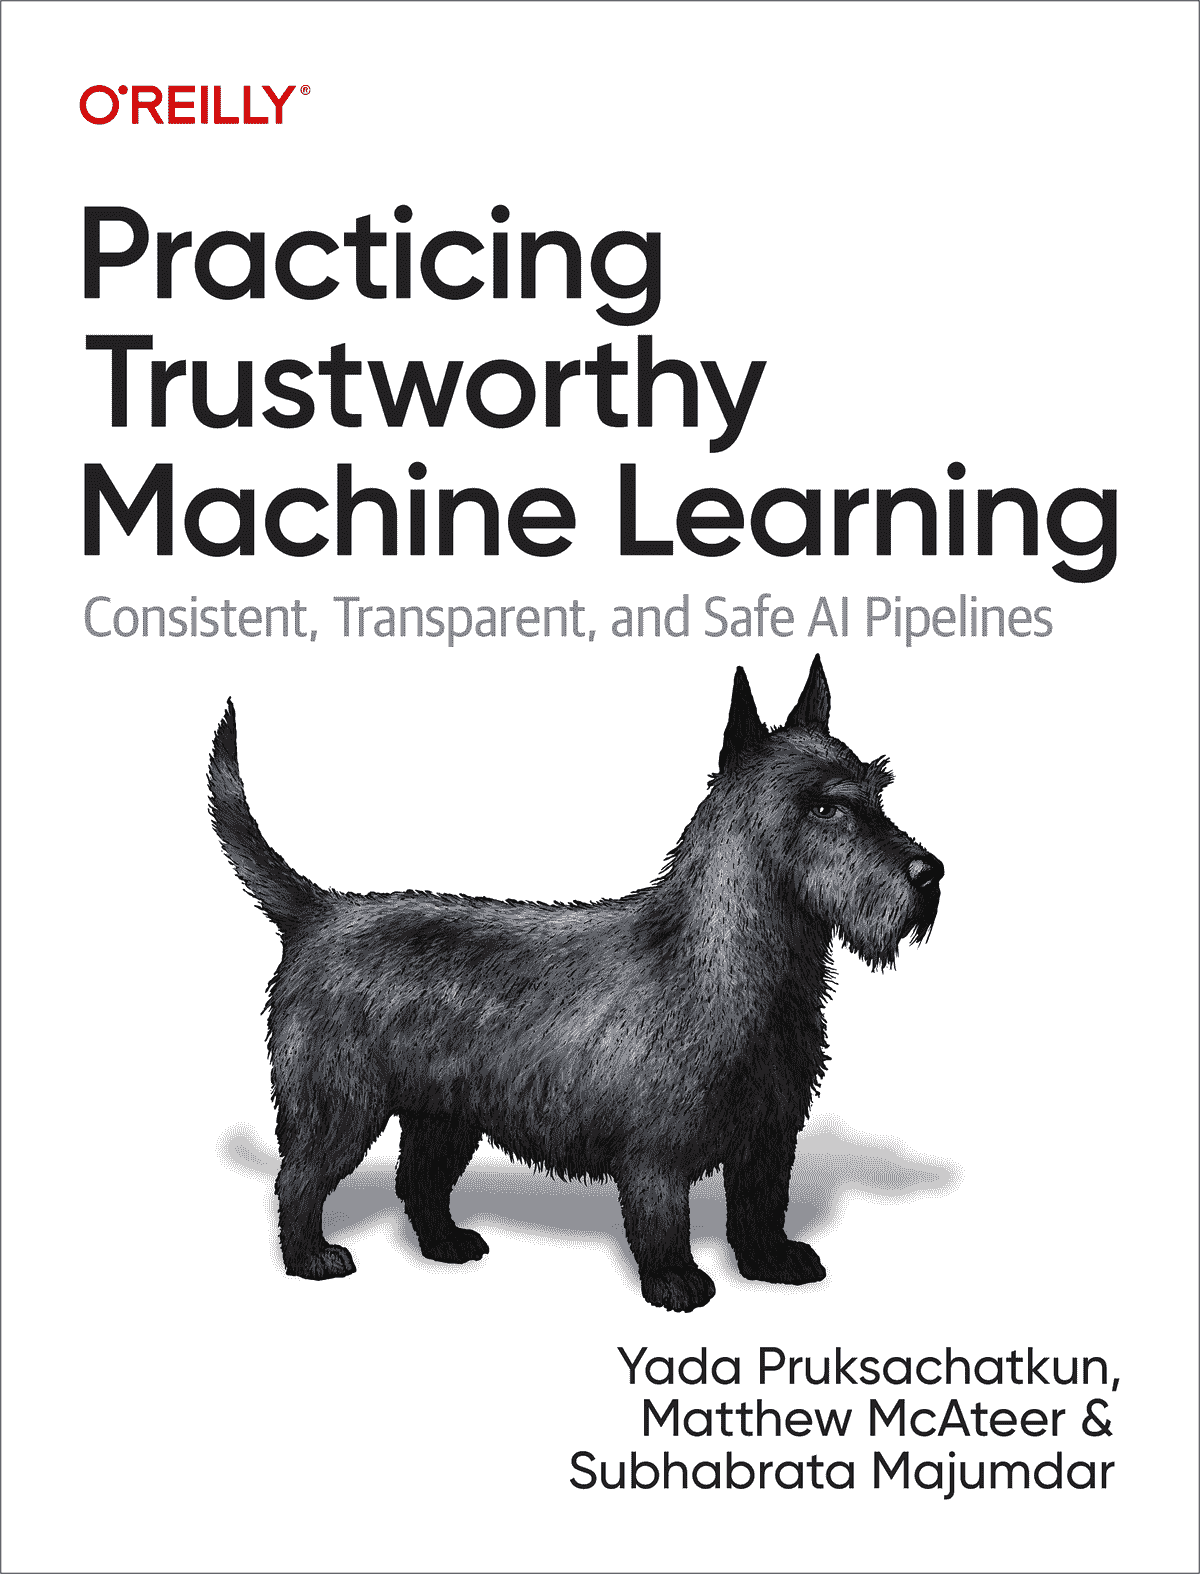 O'REILLY®
Practicing
Trustworthy
Machine Learning
Consistent, Transparent, and Safe AI Pipelines
Yada Pruksachatkun,
Matthew McAteer &
Subhabrata Majumdar